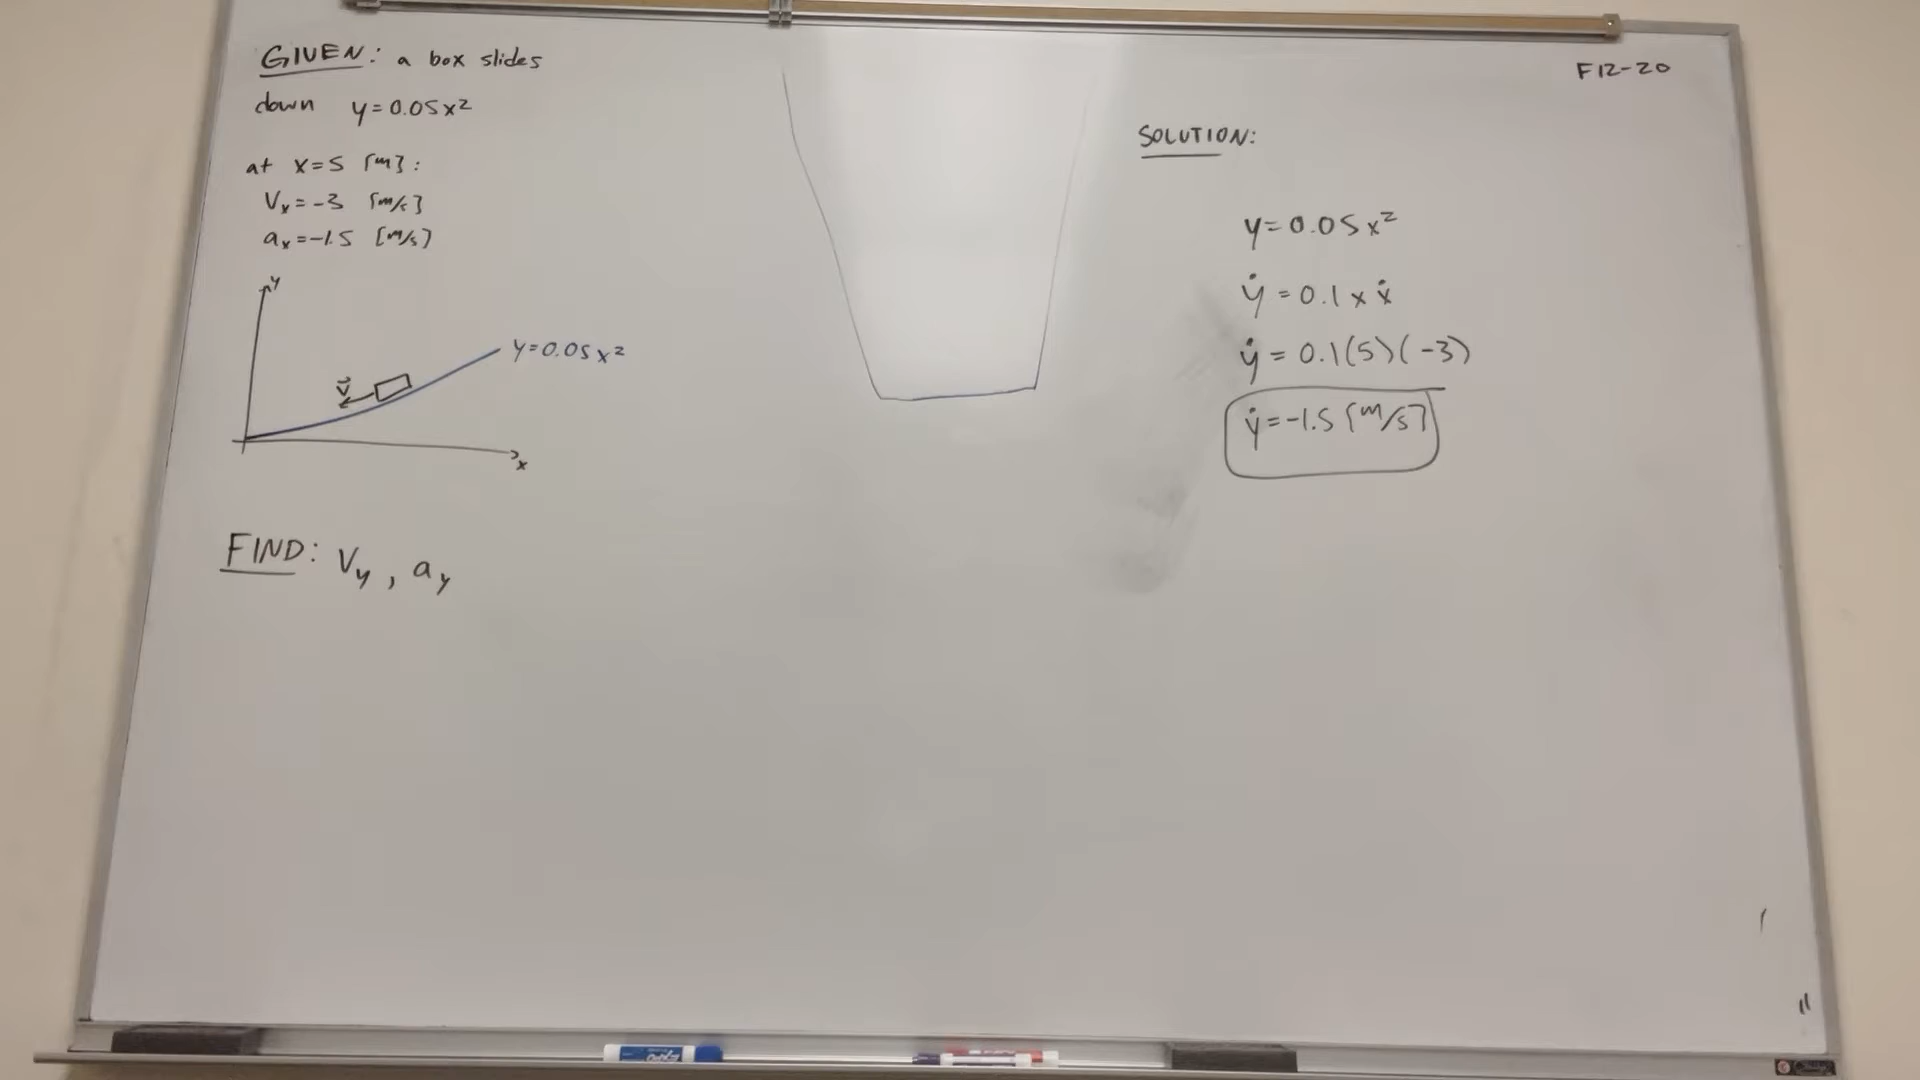 GIVEN: a box slides
down y=0.05x²
at x=5 [m]:
Vx=-3 [m/s]
ax=-1.5 [m/s]
y
V⃗
y=0.05x²
x
FIND: Vy, ay
F12-20
SOLUTION:
y=0.05x²
ẏ=0.1xẋ
ẏ=0.1(5)(-3)
ẏ=-1.5[m/s]
EXPO